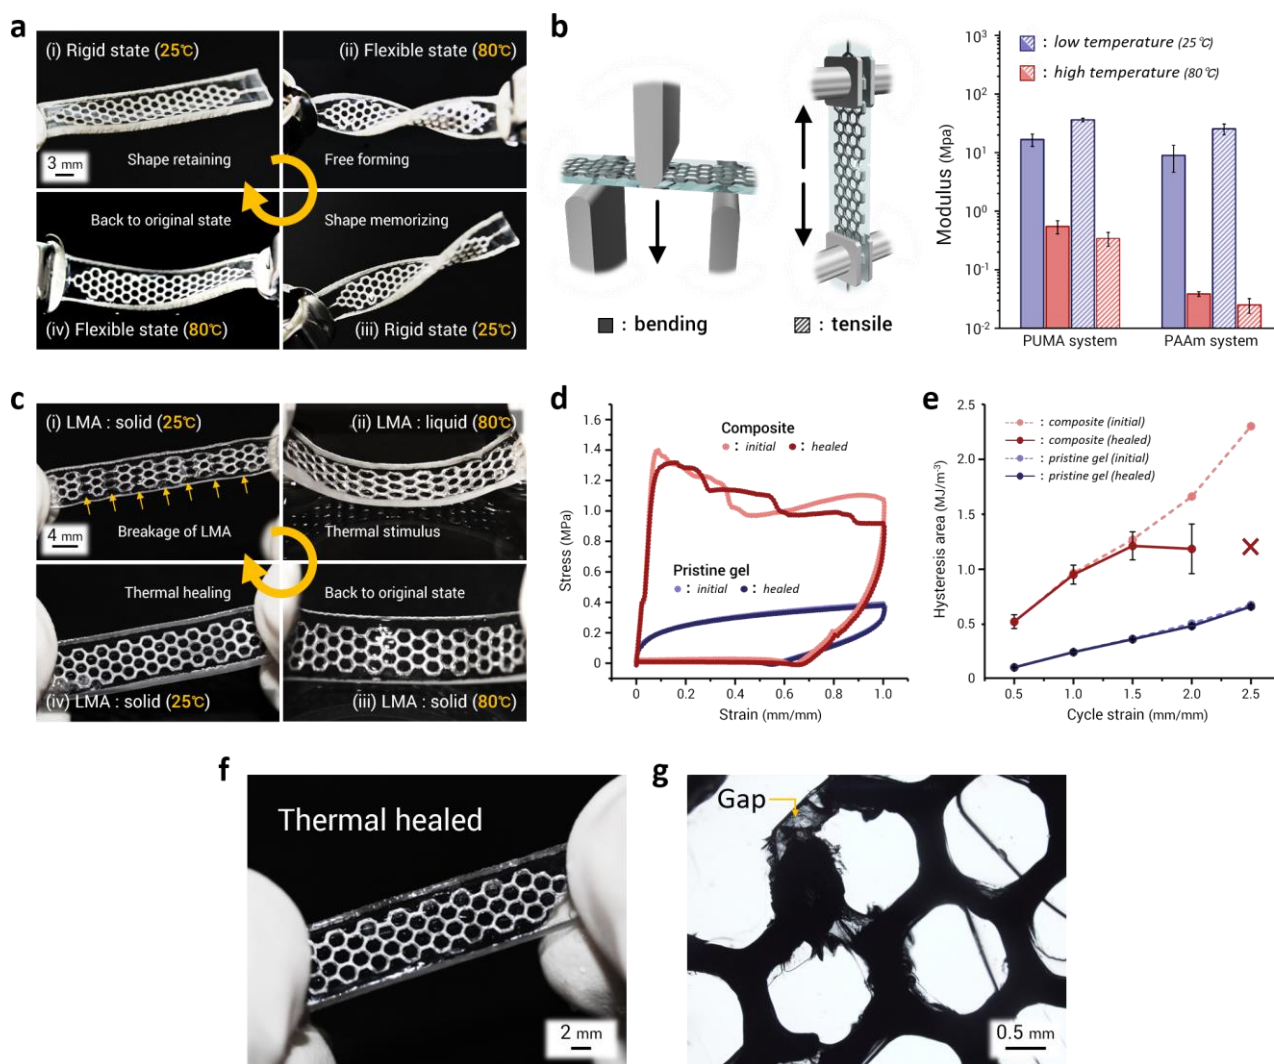 a
(i) Rigid state (25℃)
(ii) Flexible state (80℃)
3 mm
Shape retaining
Free forming
Back to original state
Shape memorizing
(iv) Flexible state (80℃)
(iii) Rigid state (25℃)
b
: bending
: tensile
: low temperature (25℃)
: high temperature (80℃)
Modulus (Mpa)
10³
10²
10¹
10⁰
10⁻¹
10⁻²
PUMA system
PAAm system
c
(i) LMA : solid (25℃)
(ii) LMA : liquid (80℃)
4 mm
Breakage of LMA
Thermal stimulus
Thermal healing
Back to original state
(iv) LMA : solid (25℃)
(iii) LMA : solid (80℃)
d
Stress (MPa)
1.6
1.4
1.2
1.0
0.8
0.6
0.4
0.2
0
Composite
: initial
: healed
Pristine gel
: initial
: healed
0
0.2
0.4
0.6
0.8
1.0
Strain (mm/mm)
e
Hysteresis area (MJ/m⁻³)
2.5
2.0
1.5
1.0
0.5
0
: composite (initial)
: composite (healed)
: pristine gel (initial)
: pristine gel (healed)
0.5
1.0
1.5
2.0
2.5
Cycle strain (mm/mm)
f
Thermal healed
2 mm
g
Gap
0.5 mm